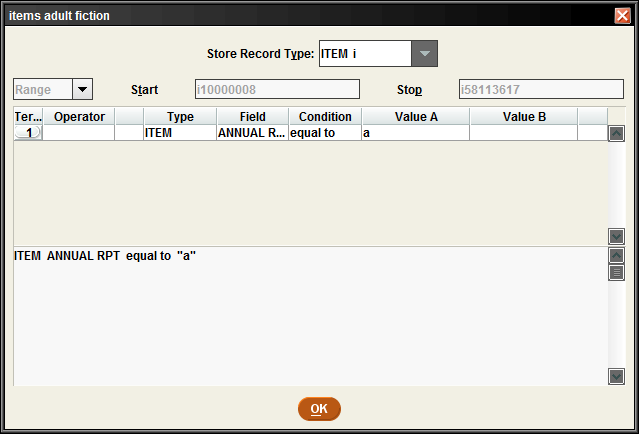 items adult fiction
Store Record Type: ITEM i
Range Start i10000008 Stop i58113617
Ter... Operator Type Field Condition Value A Value B
1 ITEM ANNUAL R... equal to a
ITEM ANNUAL RPT equal to "a"
OK